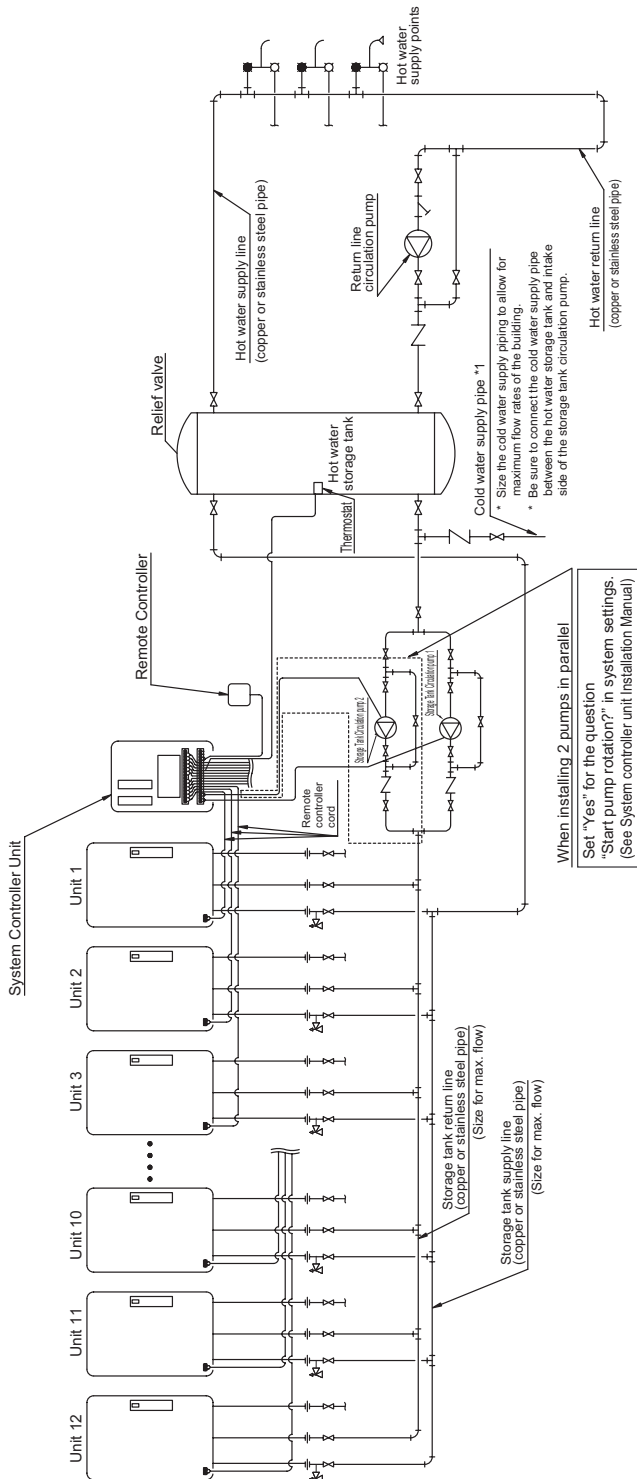 System Controller Unit
Remote Controller
Relief valve
Hot water supply line
(copper or stainless steel pipe)
Hot water
supply points
Unit 12
Unit 11
Unit 10
Unit 3
Unit 2
Unit 1
Remote
controller
cord
Thermostat
Hot water
storage tank
Return line
circulation pump
Storage Tank Circulation pump 2
Storage Tank Circulation pump 1
Cold water supply pipe *1
* Size the cold water supply piping to allow for
maximum flow rates of the building.
* Be sure to connect the cold water supply pipe
between the hot water storage tank and intake
side of the storage tank circulation pump.
Hot water return line
(copper or stainless steel pipe)
Storage tank return line
(copper or stainless steel pipe)
(Size for max. flow)
Storage tank supply line
(copper or stainless steel pipe)
(Size for max. flow)
When installing 2 pumps in parallel
Set “Yes” for the question
“Start pump rotation?” in system settings.
(See System controller unit Installation Manual)